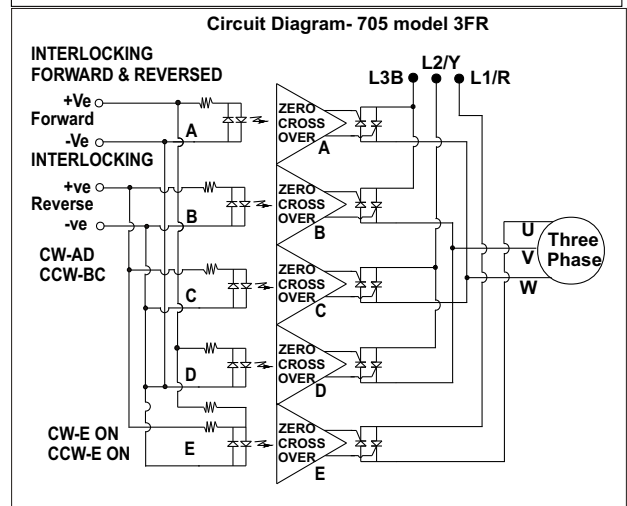 Circuit Diagram- 705 model 3FR
INTERLOCKING
FORWARD & REVERSED
L3B
L2/Y
L1/R
+Ve
Forward
-Ve
A
ZERO
CROSS
OVER
A
INTERLOCKING
+ve
Reverse
-ve
B
ZERO
CROSS
OVER
B
CW-AD
CCW-BC
C
ZERO
CROSS
OVER
C
U
V
W
Three
Phase
D
ZERO
CROSS
OVER
D
CW-E ON
CCW-E ON
E
ZERO
CROSS
OVER
E